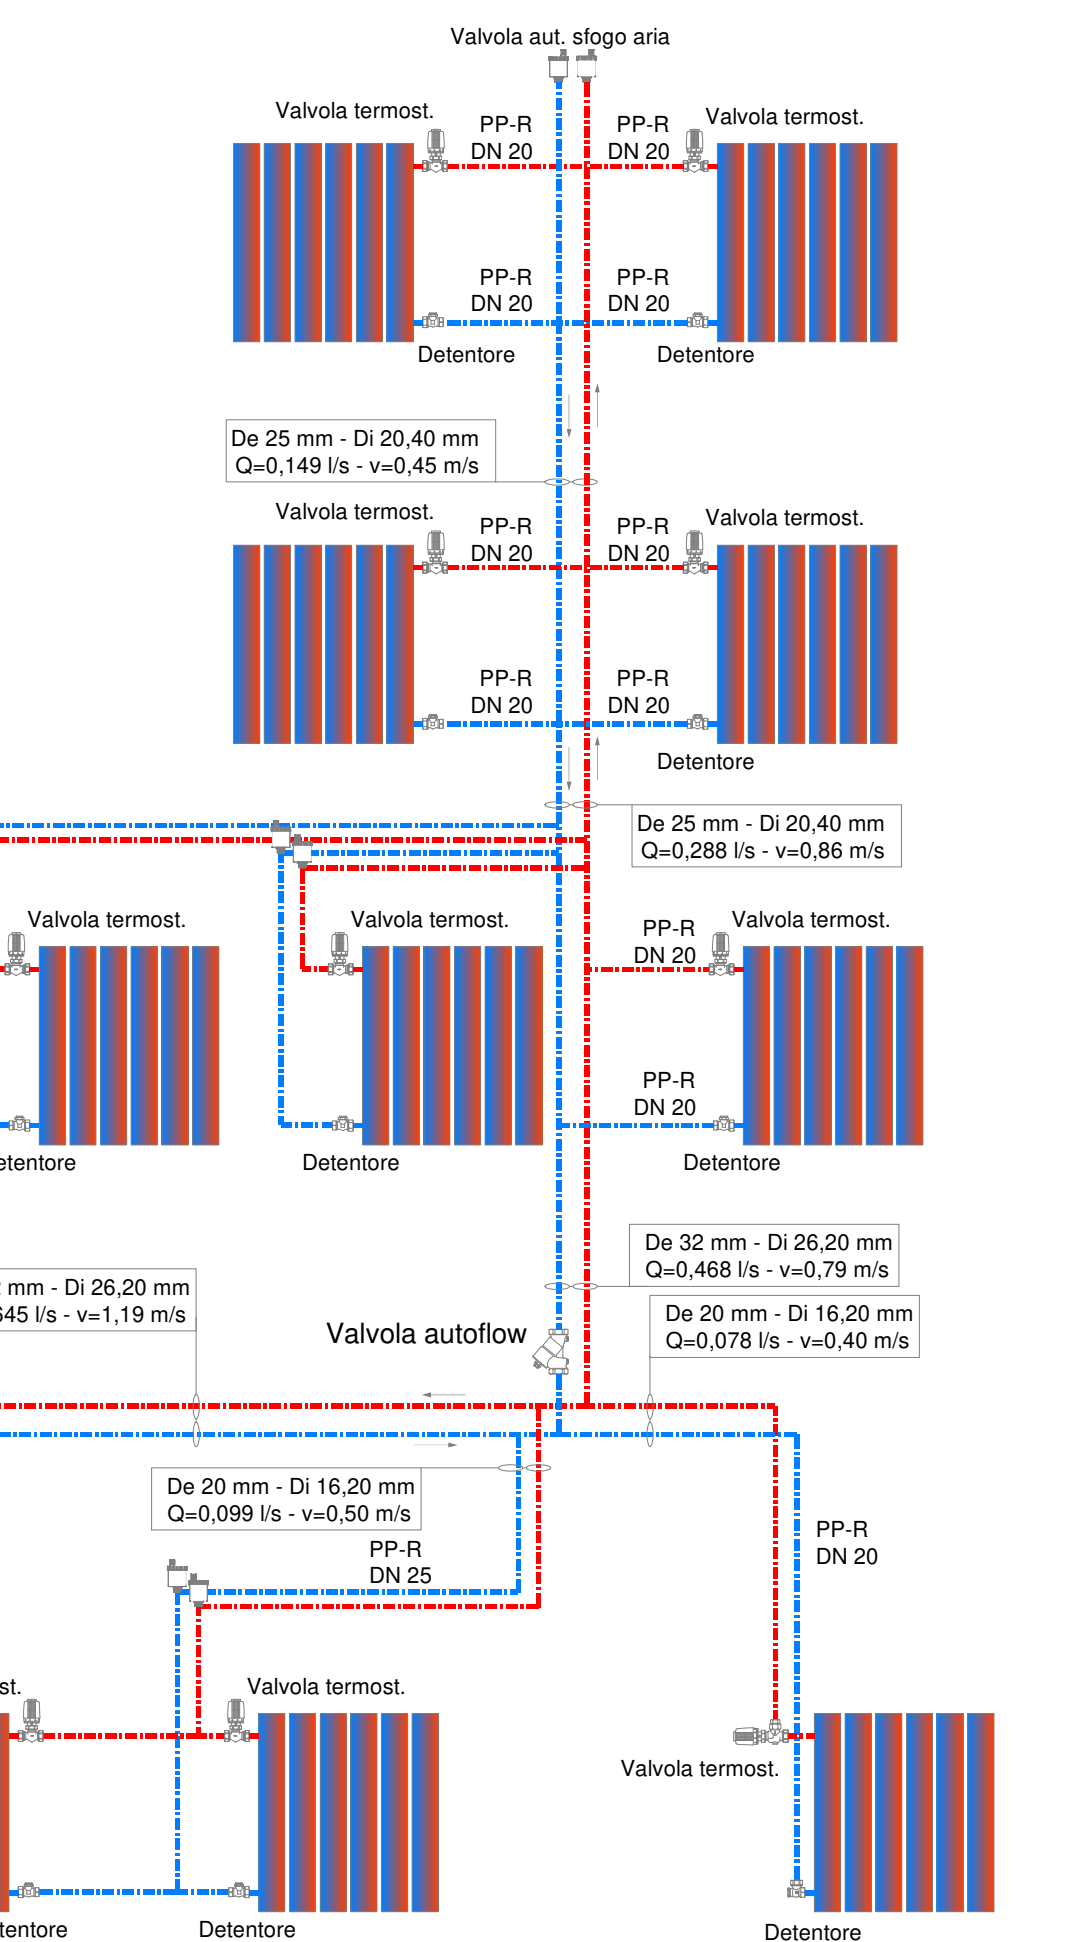 Valvola aut. sfogo aria
Valvola termost.
PP-R
DN 20
PP-R
DN 20
Valvola termost.
PP-R
DN 20
PP-R
DN 20
Detentore
Detentore
De 25 mm - Di 20,40 mm
Q=0,149 l/s - v=0,45 m/s
Valvola termost.
PP-R
DN 20
PP-R
DN 20
Valvola termost.
PP-R
DN 20
PP-R
DN 20
Detentore
De 25 mm - Di 20,40 mm
Q=0,288 l/s - v=0,86 m/s
Valvola termost.
Valvola termost.
PP-R
DN 20
Valvola termost.
PP-R
DN 20
etentore
Detentore
Detentore
De 32 mm - Di 26,20 mm
Q=0,468 l/s - v=0,79 m/s
mm - Di 26,20 mm
645 l/s - v=1,19 m/s
De 20 mm - Di 16,20 mm
Q=0,078 l/s - v=0,40 m/s
Valvola autoflow
De 20 mm - Di 16,20 mm
Q=0,099 l/s - v=0,50 m/s
PP-R
DN 25
PP-R
DN 20
st.
Valvola termost.
Valvola termost.
tentore
Detentore
Detentore